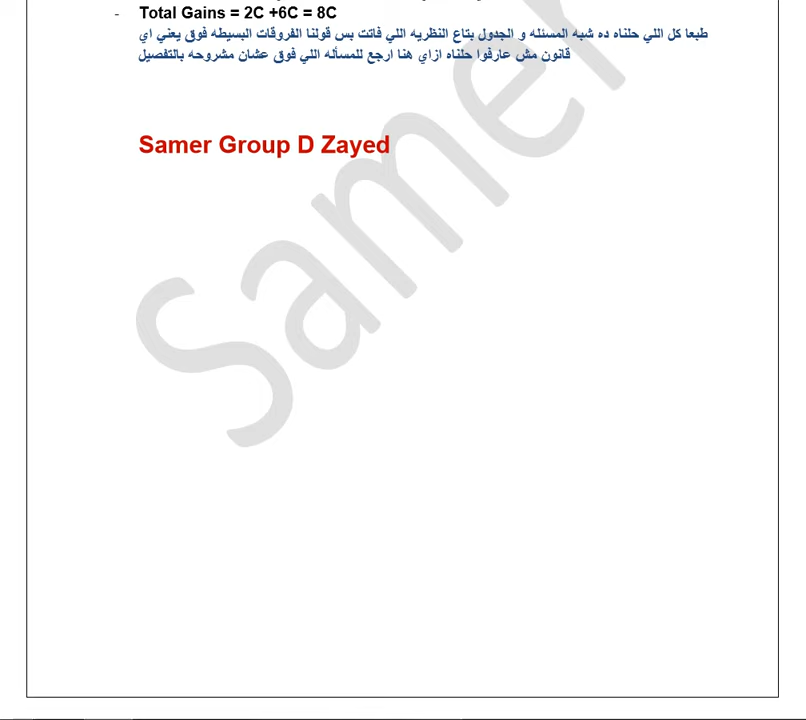 - Total Gains = 2C +6C = 8C
طبعا كل اللي حلناه ده شبه المسئله و الجدول بتاع النظريه اللي فاتت بس قولنا الفروقات البسيطه فوق يعني اي
قانون مش عارفوا حلناه ازاي هنا ارجع للمسأله اللي فوق عشان مشروحه بالتفصيل
Samer Group D Zayed
Samer